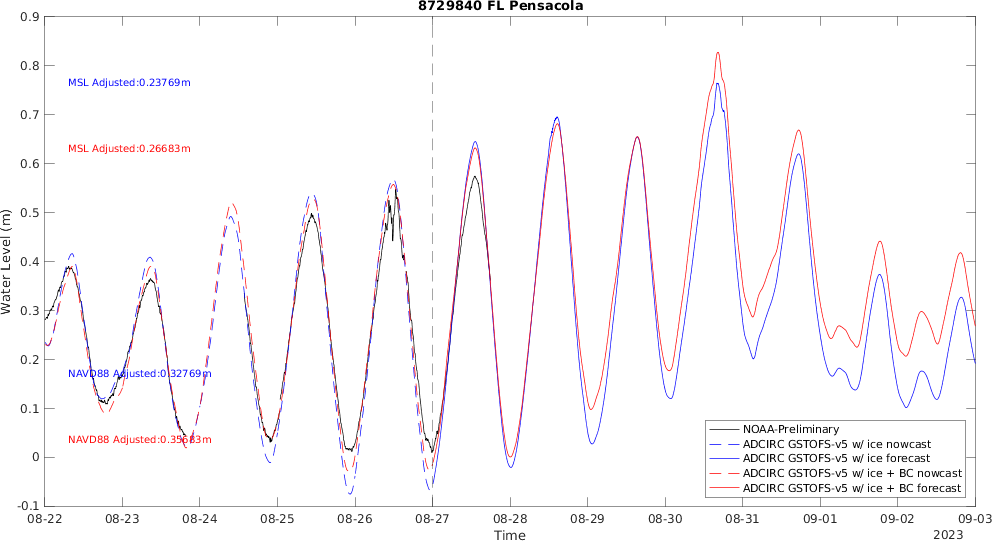 8729840 FL Pensacola
0.9
0.8
0.7
0.6
0.5
0.4
0.3
0.2
0.1
0
-0.1
Water Level (m)
MSL Adjusted:0.23769m
MSL Adjusted:0.26683m
NAVD88 Adjusted:0.32769m
NAVD88 Adjusted:0.35683m
NOAA-Preliminary
ADCIRC GSTOFS-v5 w/ ice nowcast
ADCIRC GSTOFS-v5 w/ ice forecast
ADCIRC GSTOFS-v5 w/ ice + BC nowcast
ADCIRC GSTOFS-v5 w/ ice + BC forecast
08-22 08-23 08-24 08-25 08-26 08-27 08-28 08-29 08-30 08-31 09-01 09-02 09-03
Time
2023